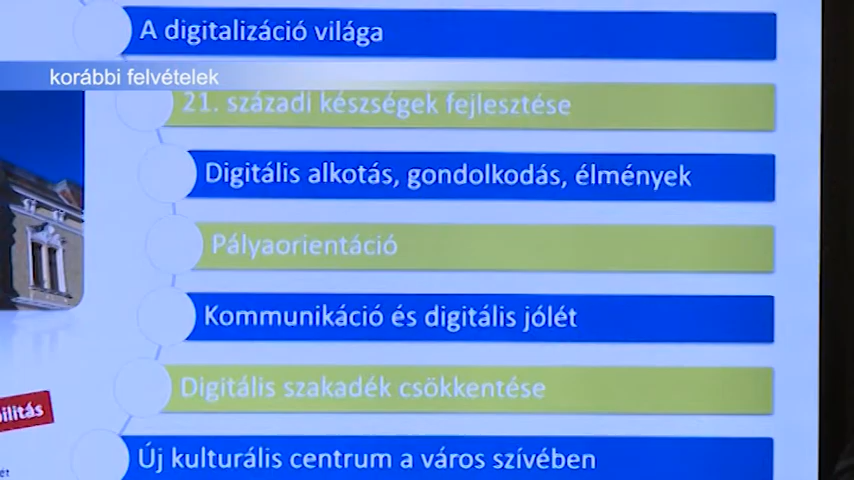 A digitalizáció világa
korábbi felvételek
21. századi készségek fejlesztése
Digitális alkotás, gondolkodás, élmények
Pályaorientáció
Kommunikáció és digitális jólét
Digitális szakadék csökkentése
ilitás
Új kulturális centrum a város szívében